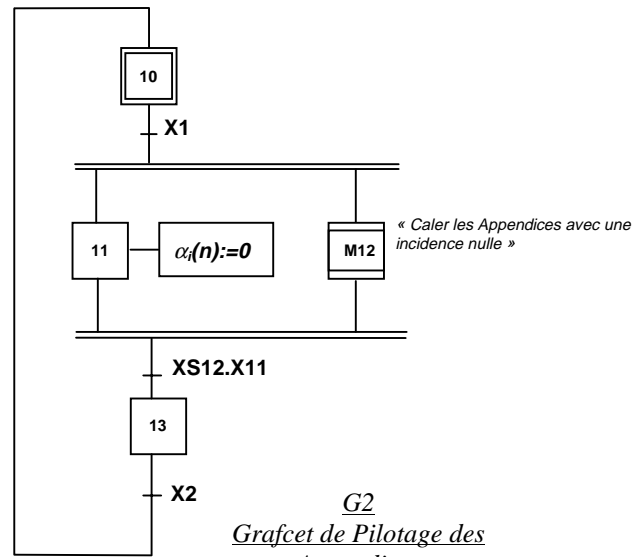 10
X1
11
αi(n):=0
M12
« Caler les Appendices avec une
incidence nulle »
XS12.X11
13
X2
G2
Grafcet de Pilotage des